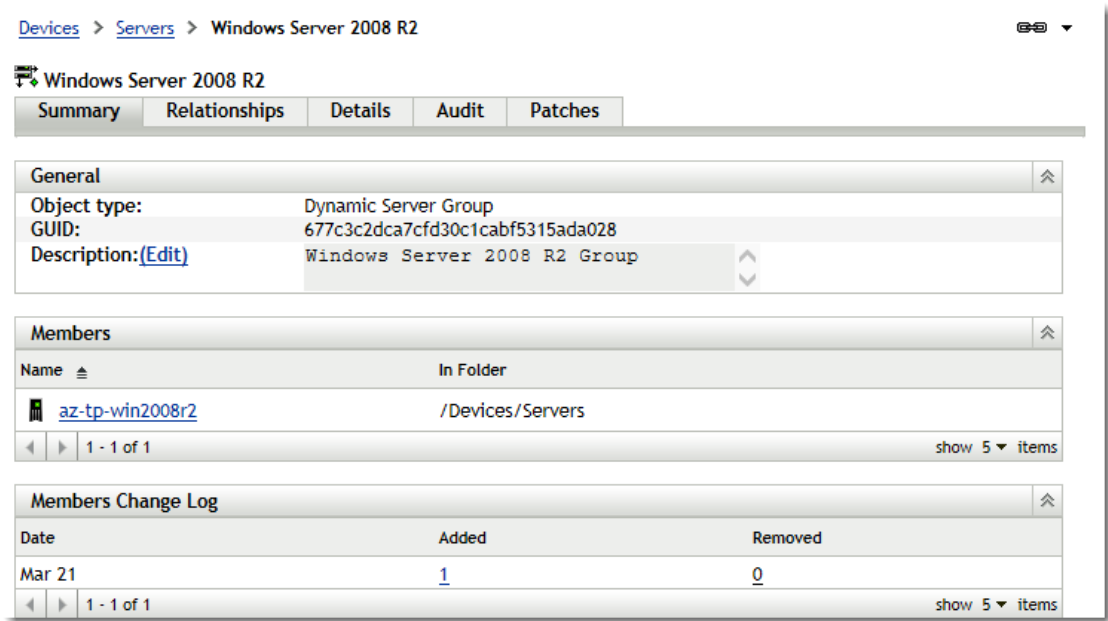 Devices > Servers > Windows Server 2008 R2
Windows Server 2008 R2
Summary Relationships Details Audit Patches
General
Object type: Dynamic Server Group
GUID: 677c3c2dca7cfd30c1cabf5315ada028
Description:(Edit) Windows Server 2008 R2 Group
Members
Name In Folder
az-tp-win2008r2 /Devices/Servers
1 - 1 of 1 show 5 items
Members Change Log
Date Added Removed
Mar 21 1 0
1 - 1 of 1 show 5 items